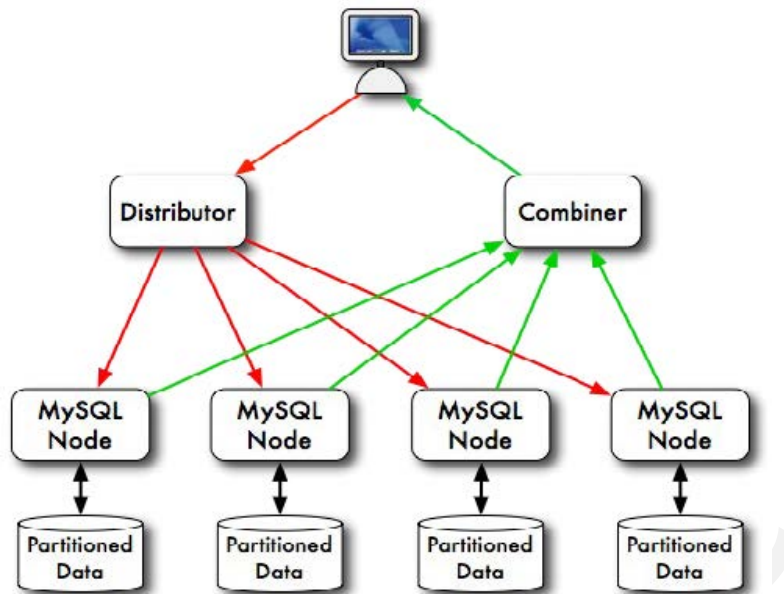 Distributor
Combiner
MySQL
Node
MySQL
Node
MySQL
Node
MySQL
Node
Partitioned
Data
Partitioned
Data
Partitioned
Data
Partitioned
Data